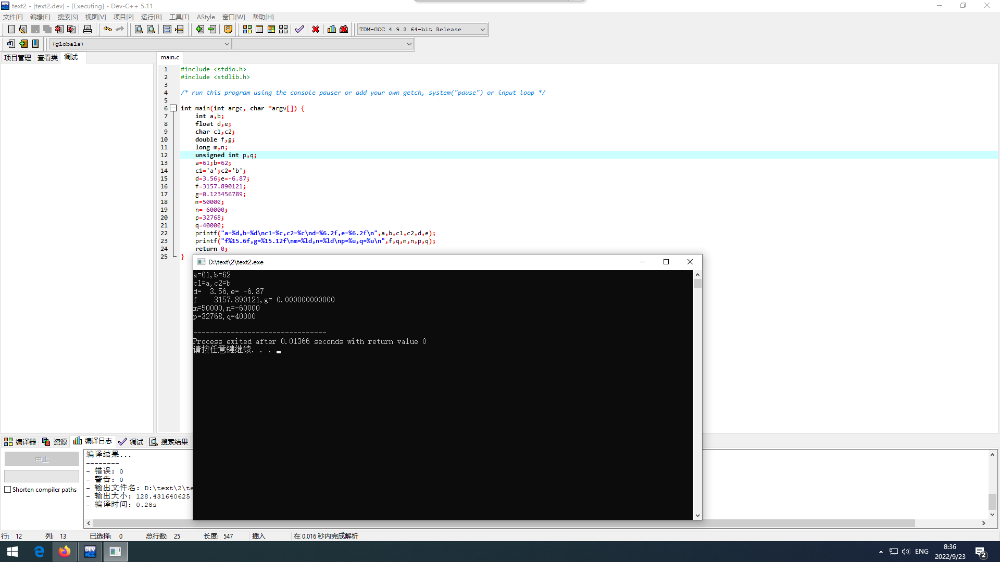 text2 - [text2.dev] - [Executing] - Dev-C++ 5.11
文件[F] 编辑[E] 搜索[S] 视图[V] 项目[P] 运行[R] 工具[T] AStyle 窗口[W] 帮助[H]
TDM-GCC 4.9.2 64-bit Release
(globals)
项目管理 查看类 调试 main.c
1 #include <stdio.h>
2 #include <stdlib.h>
3
4 /* run this program using the console pauser or add your own getch, system("pause") or input loop */
5
6 int main(int argc, char *argv[]) {
7 int a,b;
8 float d,e;
9 char c1,c2;
10 double f,g;
11 long m,n;
12 unsigned int p,q;
13 a=61;b=62;
14 c1='a';c2='b';
15 d=3.56;e=-6.87;
16 f=3157.890121;
17 g=0.123456789;
18 m=50000;
19 n=-60000;
20 p=32768;
21 q=40000;
22 printf("a=%d,b=%d\nc1=%c,c2=%c\nd=%6.2f,e=%6.2f\n",a,b,c1,c2,d,e);
23 printf("f%15.6f,g=%15.12f\nm=%ld,n=%ld\np=%u,q=%u\n",f,q,m,n,p,q);
24 return 0;
25 }
D:\text\2\text2.exe
a=61,b=62
c1=a,c2=b
d=  3.56,e= -6.87
f    3157.890121,g= 0.000000000000
m=50000,n=-60000
p=32768,q=40000
--------------------------------
Process exited after 0.01366 seconds with return value 0
请按任意键继续. . .
编译器 资源 编译日志 调试 搜索结果
中止
Shorten compiler paths
编译结果...
--------
- 错误: 0
- 警告: 0
- 输出文件名: D:\text\2\te
- 输出大小: 128.431640625
- 编译时间: 0.28s
行: 12 列: 13 已选择: 0 总行数: 25 长度: 547 插入 在 0.016 秒内完成解析
DEV C++
ENG
8:36
2022/9/23
2